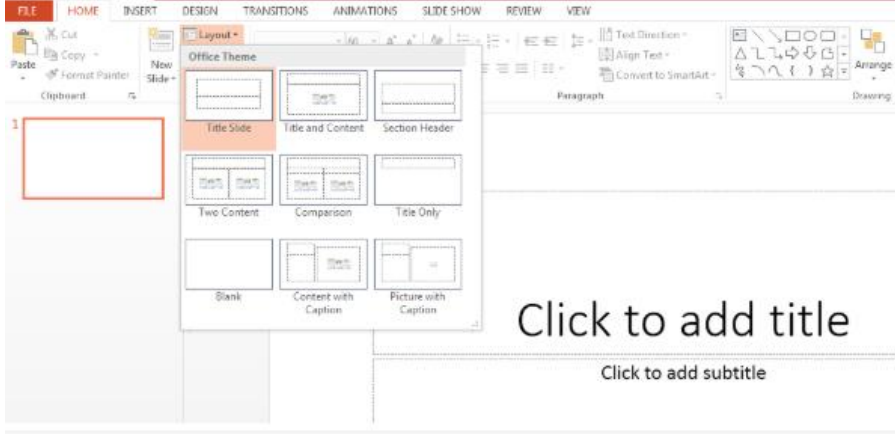 FILE HOME INSERT DESIGN TRANSITIONS ANIMATIONS SLIDE SHOW REVIEW VIEW
Cut
Copy
Format Painter
Paste
Clipboard
New
Slide
Layout
Office Theme
Title Slide Title and Content Section Header
Two Content Comparison Title Only
Blank Content with Caption Picture with Caption
Text Direction
Align Text
Convert to SmartArt
Paragraph
Arrange
Drawing
1
Click to add title
Click to add subtitle